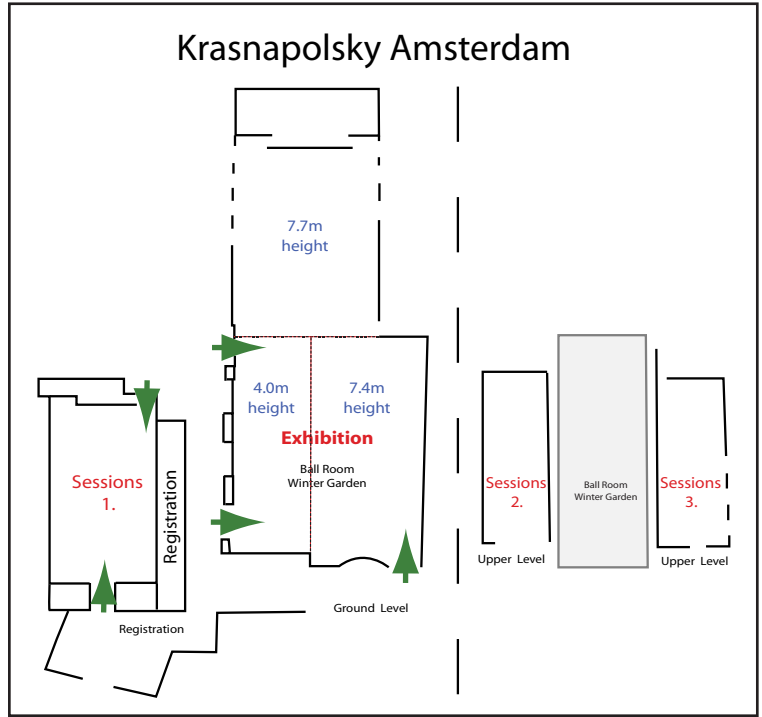 Krasnapolsky Amsterdam
7.7m
height
4.0m
height
7.4m
height
Exhibition
Ball Room
Winter Garden
Sessions
1.
Registration
Registration
Ground Level
Sessions
2.
Upper Level
Ball Room
Winter Garden
Sessions
3.
Upper Level